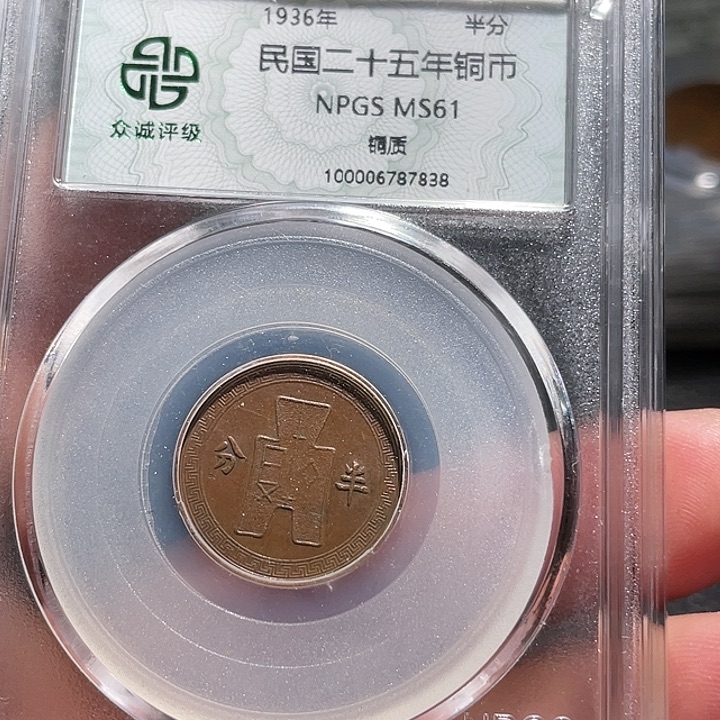 1936年 半分
民国二十五年铜币
NPGS MS61
众诚评级
铜质
100006787838
分 半